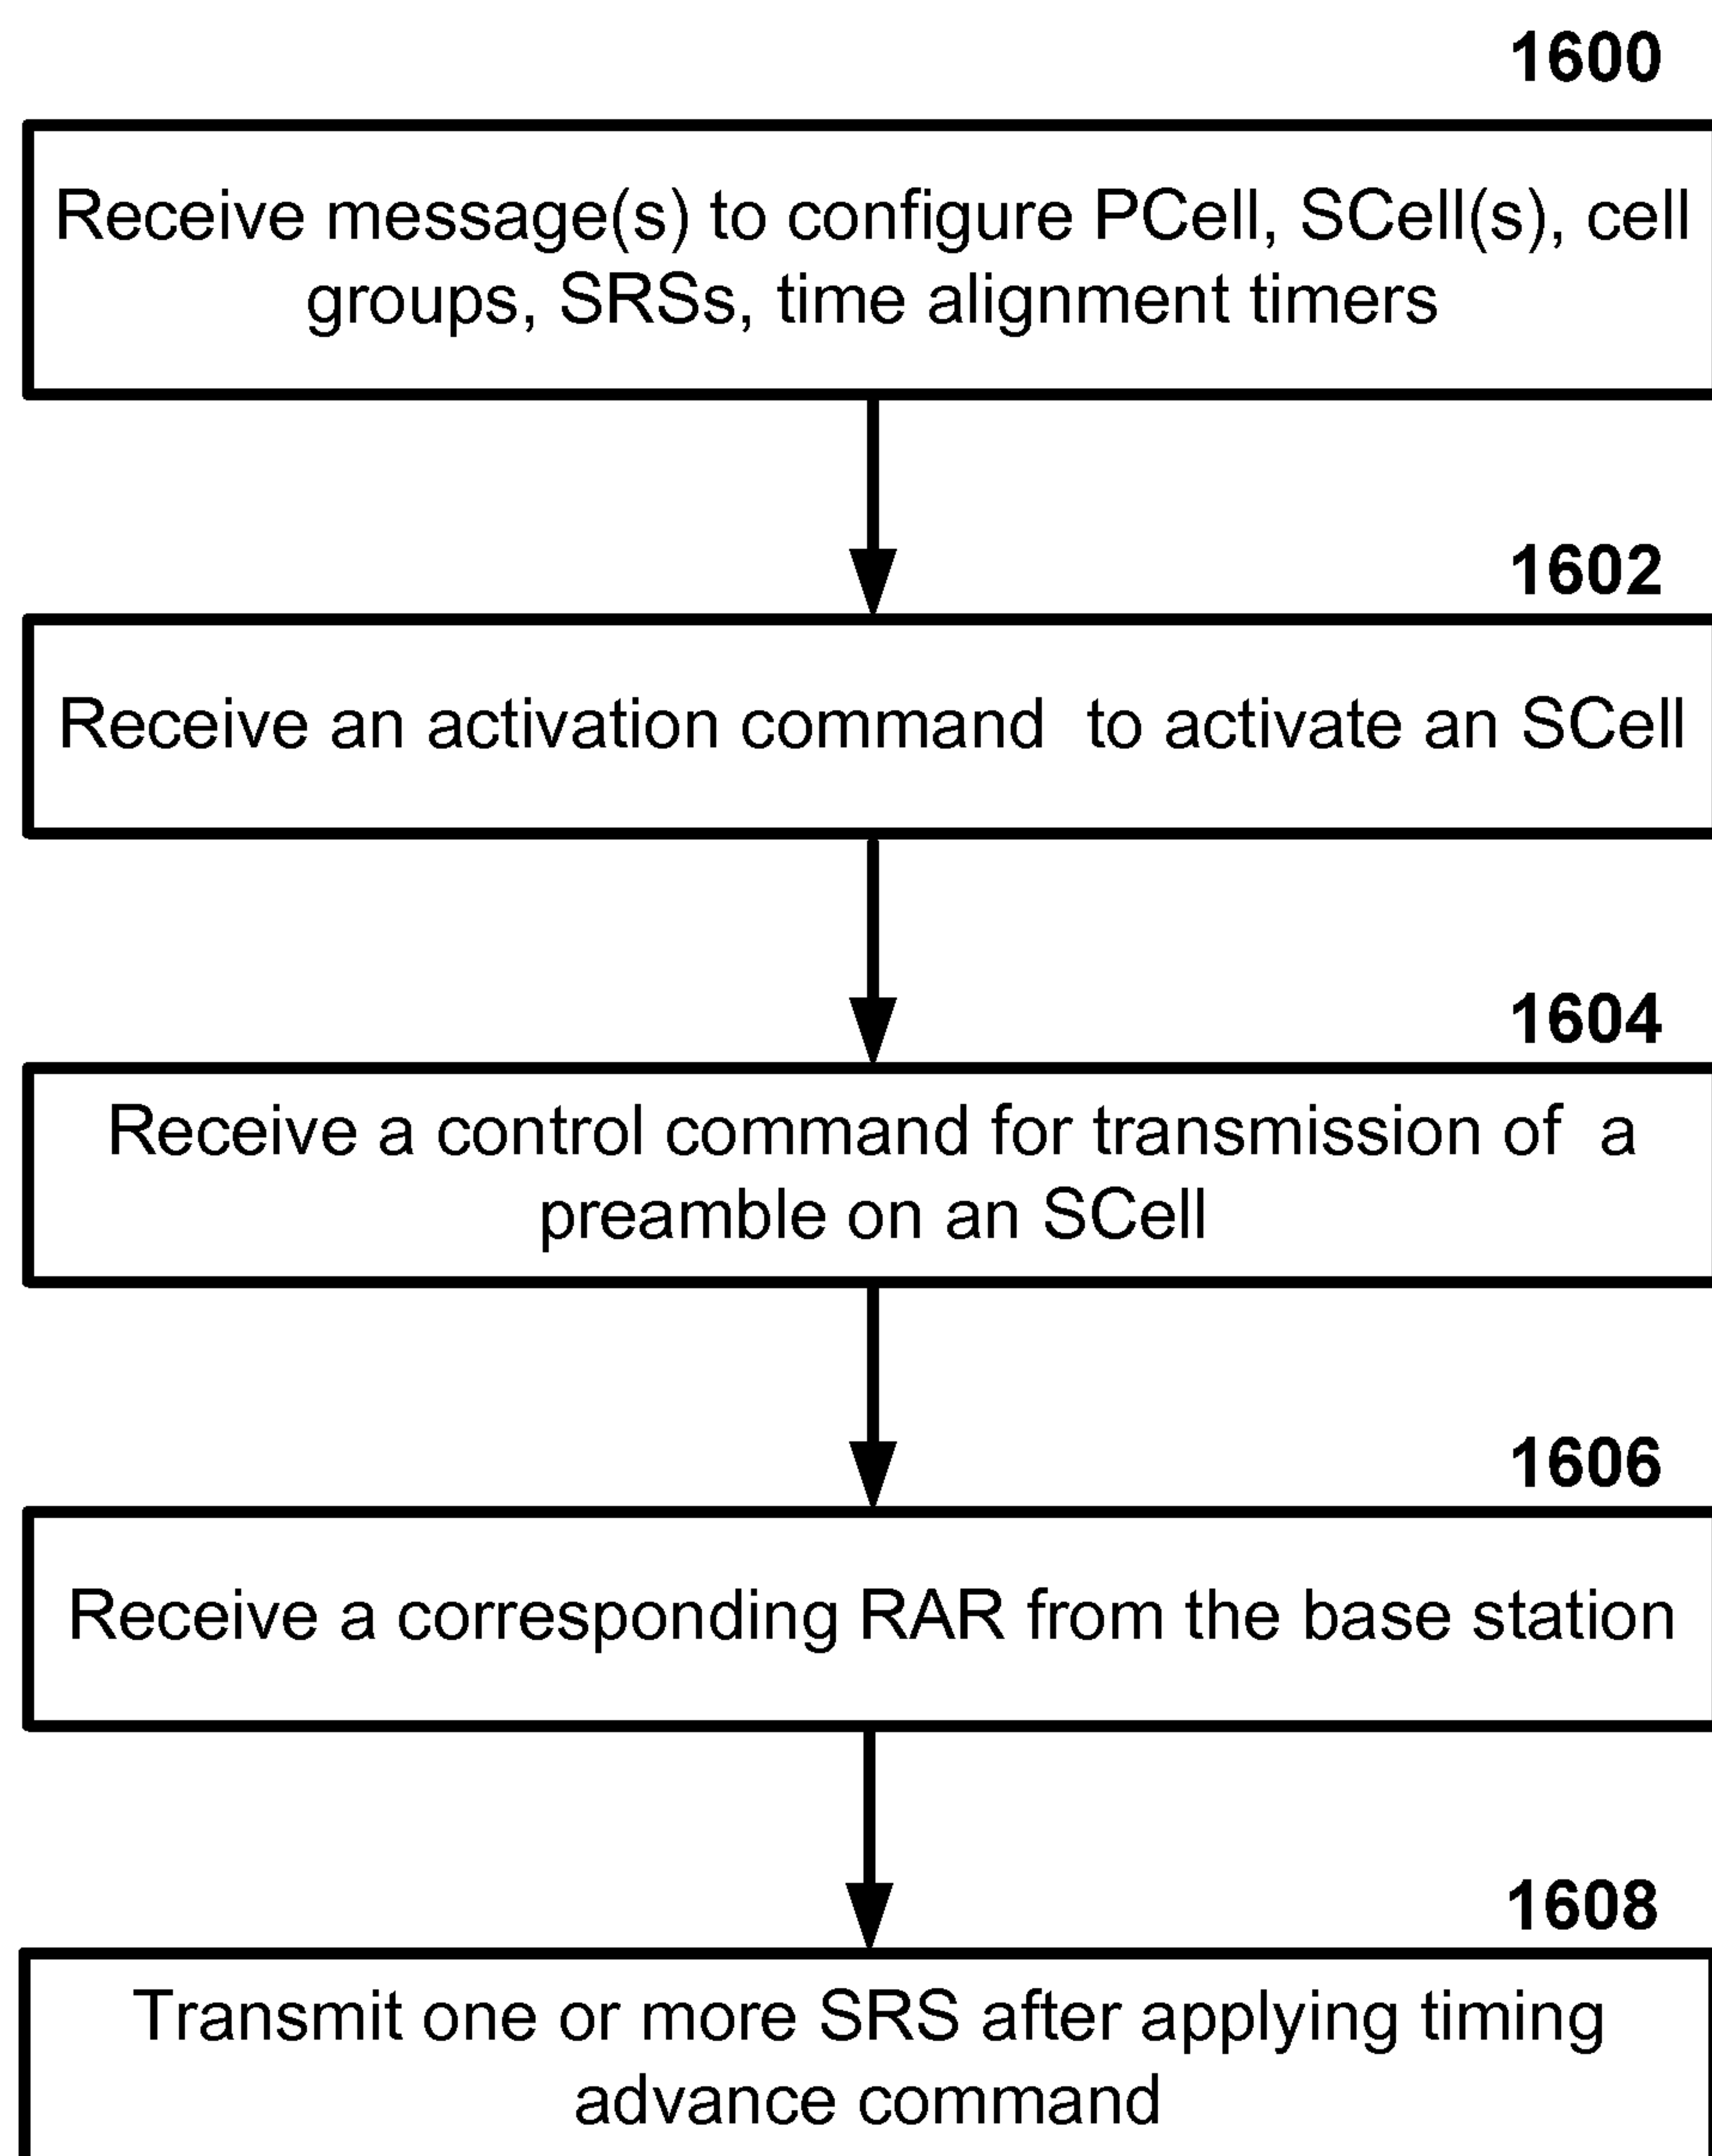 1600
Receive message(s) to configure PCell, SCell(s), cell
groups, SRSs, time alignment timers
1602
Receive an activation command  to activate an SCell
1604
Receive a control command for transmission of  a
preamble on an SCell
1606
Receive a corresponding RAR from the base station
1608
Transmit one or more SRS after applying timing
advance command